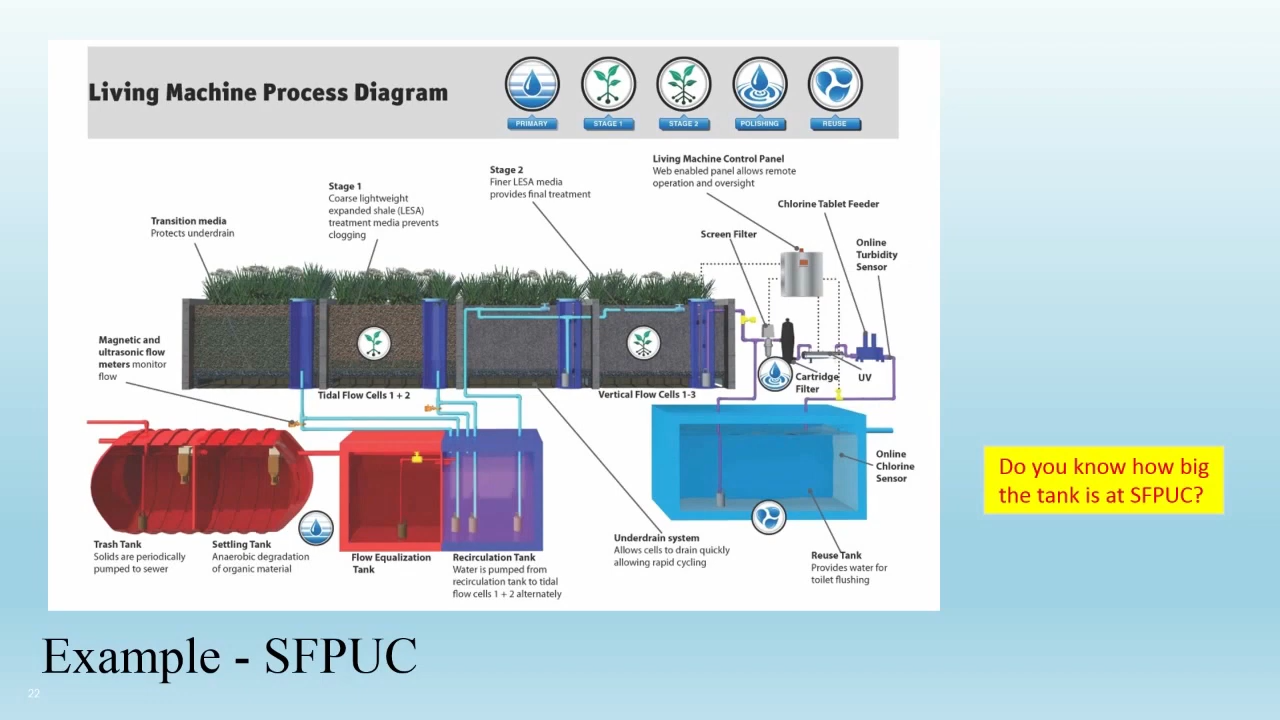 Living Machine Process Diagram
PRIMARY
STAGE 1
STAGE 2
POLISHING
REUSE
Living Machine Control Panel
Web enabled panel allows remote
operation and oversight
Stage 2
Finer LESA media
provides final treatment
Stage 1
Coarse lightweight
expanded shale (LESA)
treatment media prevents
clogging
Chlorine Tablet Feeder
Transition media
Protects underdrain
Screen Filter
Online
Turbidity
Sensor
Magnetic and
ultrasonic flow
meters monitor
flow
Cartridge
Filter
UV
Tidal Flow Cells 1 + 2
Vertical Flow Cells 1-3
Online
Chlorine
Sensor
Do you know how big
the tank is at SFPUC?
Trash Tank
Solids are periodically
pumped to sewer
Settling Tank
Anaerobic degradation
of organic material
Flow Equalization
Tank
Recirculation Tank
Water is pumped from
recirculation tank to tidal
flow cells 1 + 2 alternately
Underdrain system
Allows cells to drain quickly
allowing rapid cycling
Reuse Tank
Provides water for
toilet flushing
Example - SFPUC
22